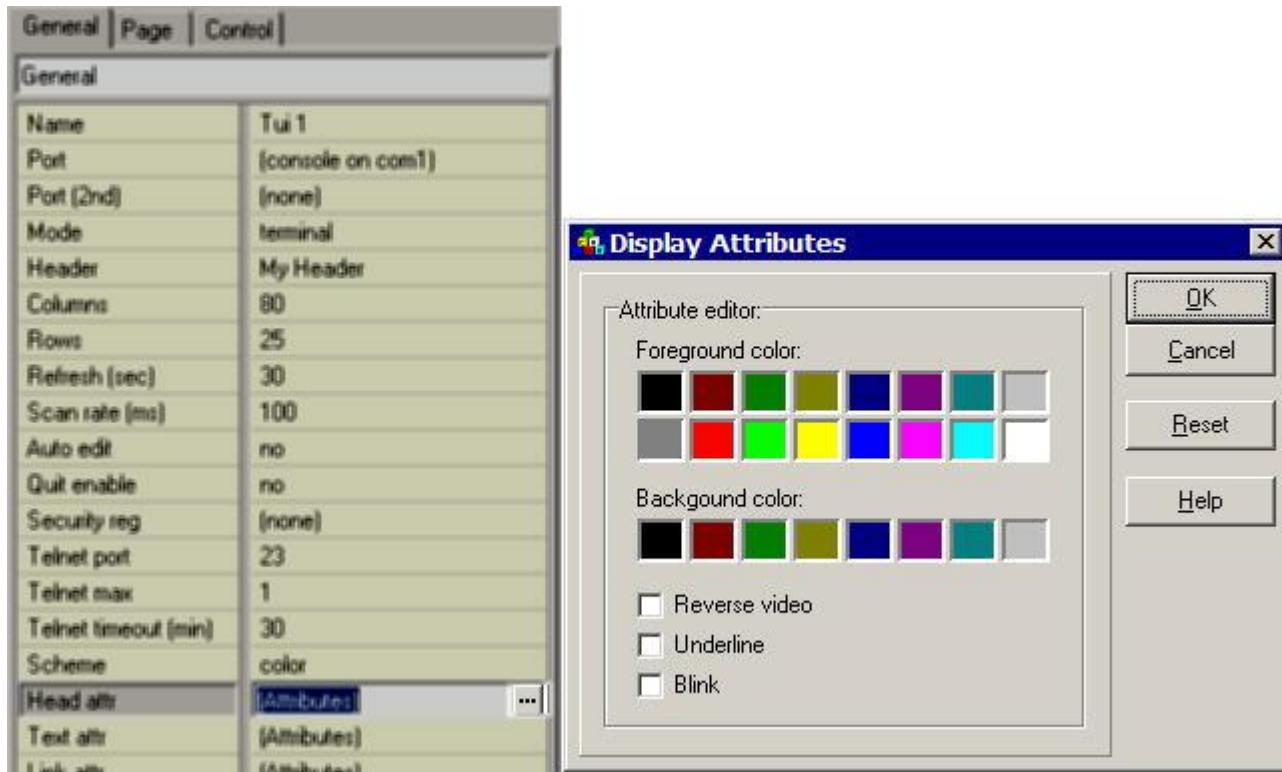 General Page Control
General
Name Tui 1
Port (console on com1)
Port (2nd) (none)
Mode terminal
Header My Header
Columns 80
Rows 25
Refresh (sec) 30
Scan rate (ms) 100
Auto edit no
Quit enable no
Security reg (none)
Telnet port 23
Telnet max 1
Telnet timeout (min) 30
Scheme color
Head attr (Attributes) ...
Text attr (Attributes)
Link attr (Attributes)
Display Attributes
Attribute editor:
Foreground color:
Backgound color:
Reverse video
Underline
Blink
OK
Cancel
Reset
Help